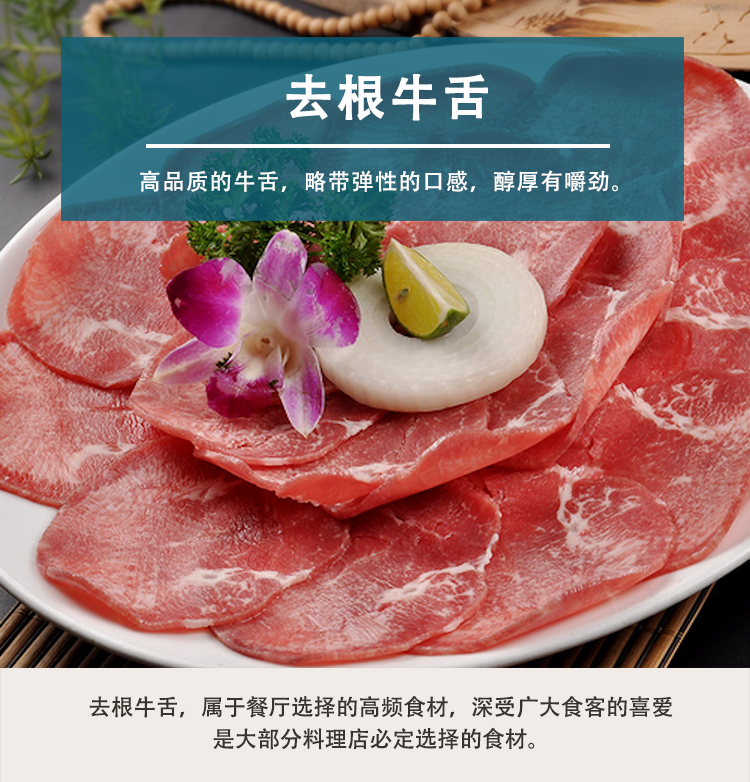 去根牛舌
高品质的牛舌，略带弹性的口感，醇厚有嚼劲。
去根牛舌，属于餐厅选择的高频食材，深受广大食客的喜爱
是大部分料理店必定选择的食材。